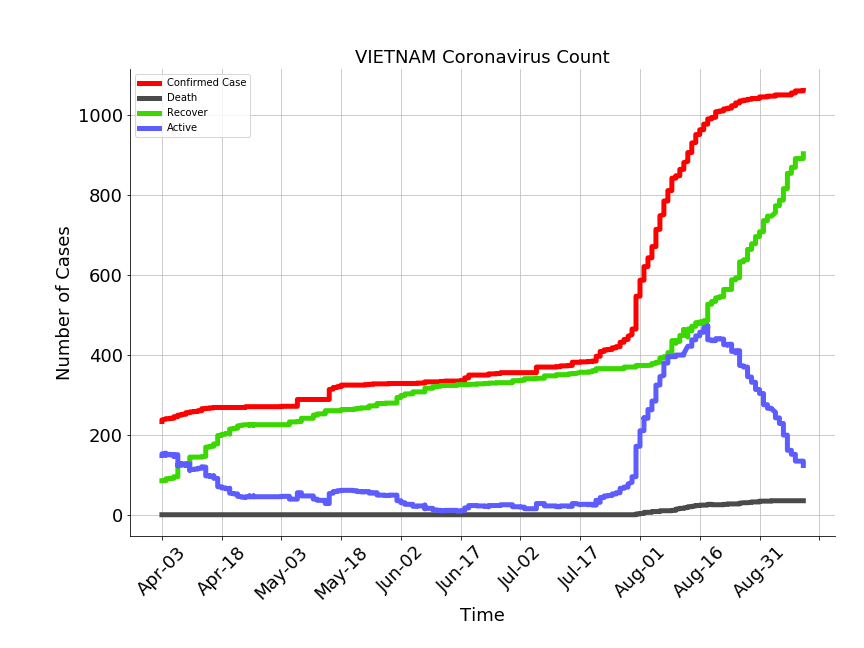 VIETNAM Coronavirus Count
Confirmed Case
Death
Recover
Active
1000
800
600
400
200
0
Number of Cases
Apr-03
Apr-18
May-03
May-18
Jun-02
Jun-17
Jul-02
Jul-17
Aug-01
Aug-16
Aug-31
Time